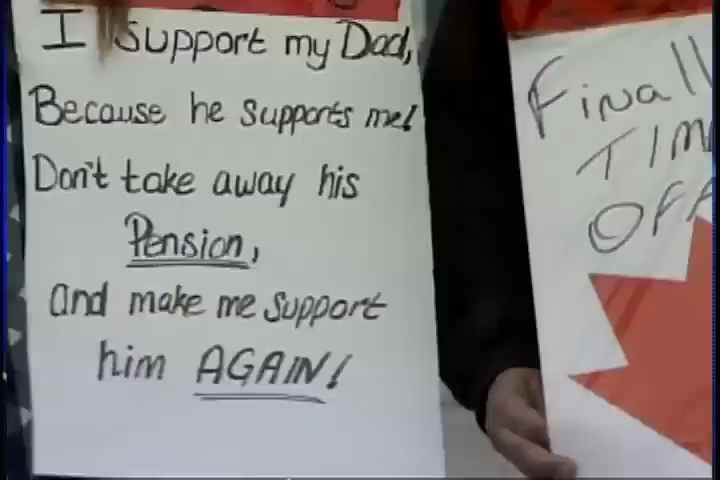 I support my Dad,
Because he supports me!
Don't take away his
Pension,
and make me support
him AGAIN!
Finall
TIM
OFF